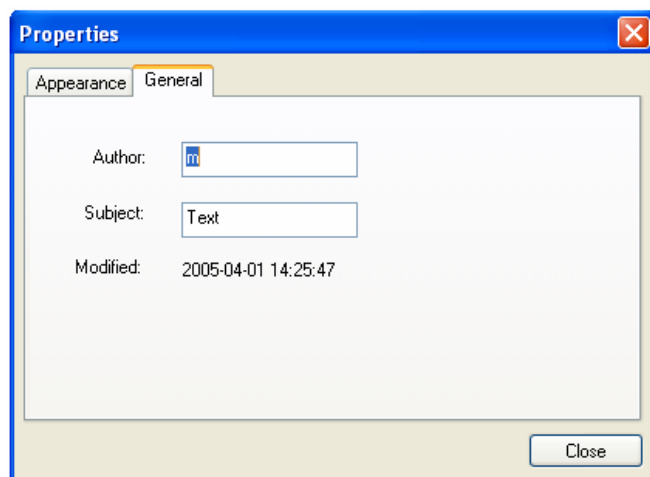 Properties
Appearance General
Author: m
Subject: Text
Modified: 2005-04-01 14:25:47
Close